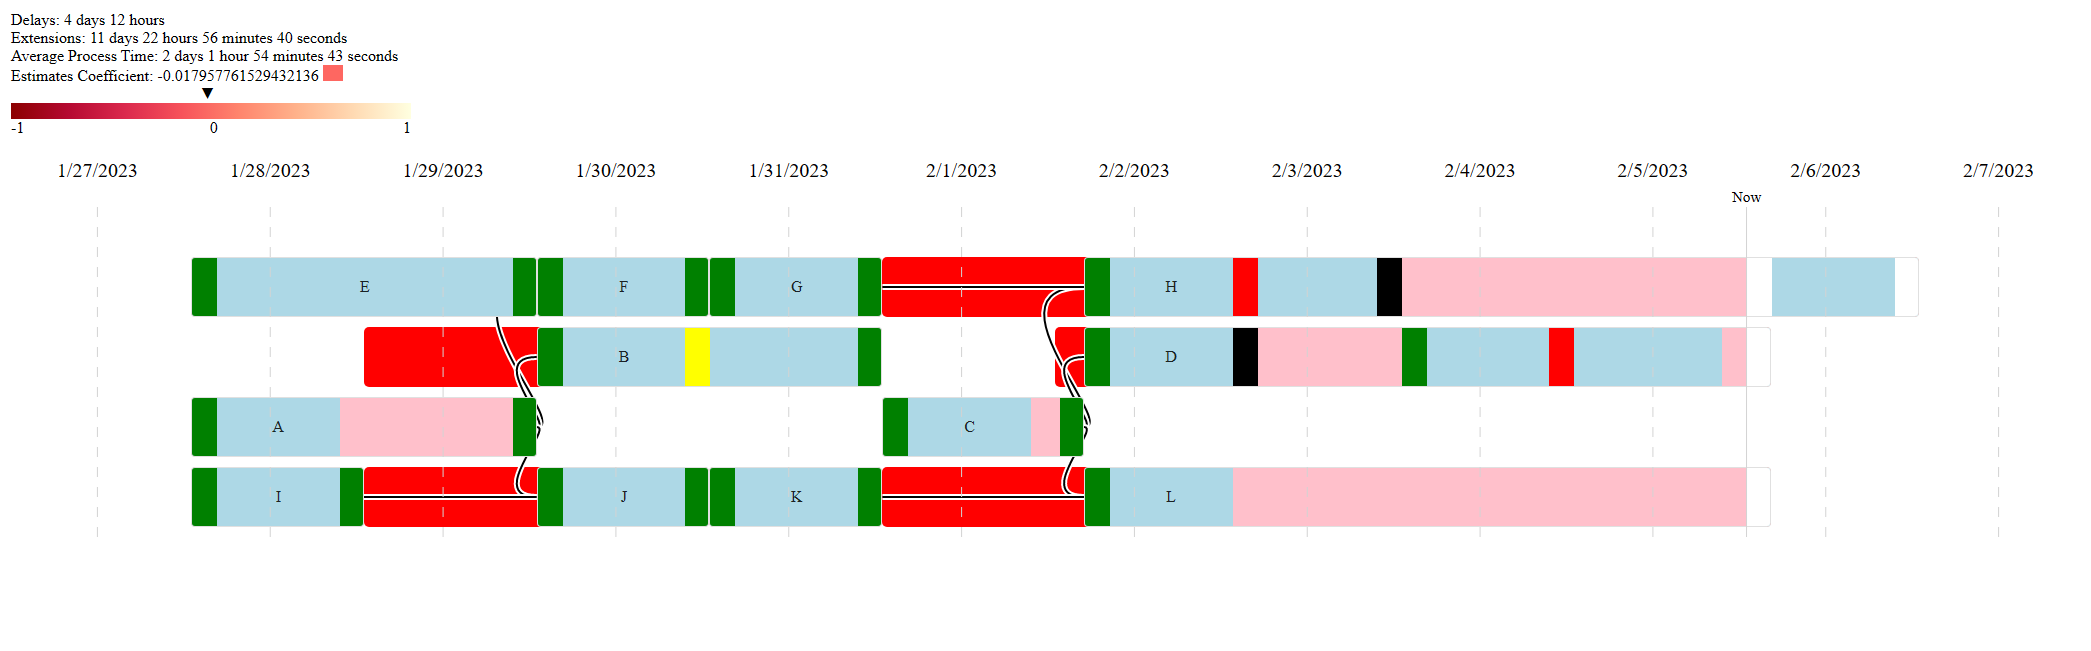 Delays: 4 days 12 hours
Extensions: 11 days 22 hours 56 minutes 40 seconds
Average Process Time: 2 days 1 hour 54 minutes 43 seconds
Estimates Coefficient: -0.017957761529432136
▼
-1 0 1
1/27/2023 1/28/2023 1/29/2023 1/30/2023 1/31/2023 2/1/2023 2/2/2023 2/3/2023 2/4/2023 2/5/2023 2/6/2023 2/7/2023
Now
E F G H
B D
A C
I J K L